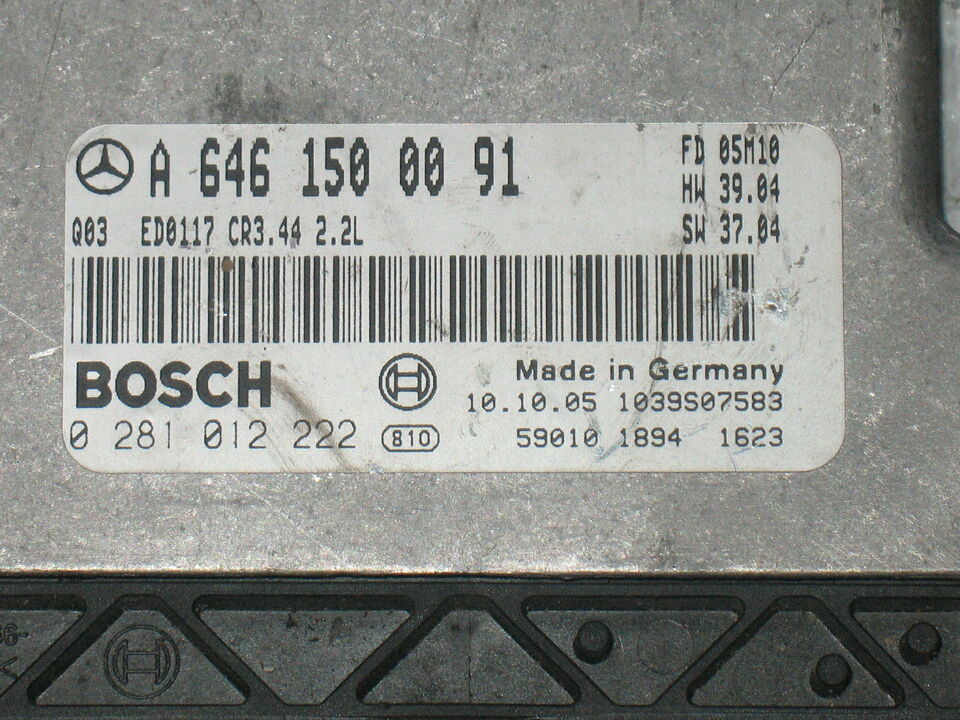 A 646 150 00 91
FD 05M10
HW 39.04
Q03 ED0117 CR3.44 2.2L
SW 37.04
BOSCH
Made in Germany
10.10.05 1039S07583
0 281 012 222
810
59010 1894 1623